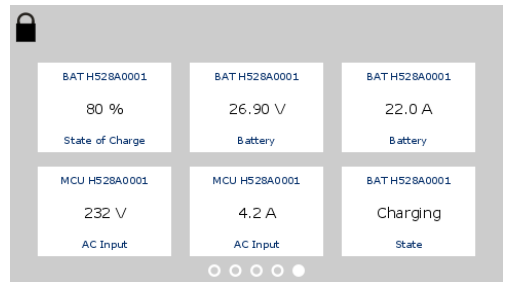 BAT H528A0001 BAT H528A0001 BAT H528A0001
80 % 26.90 V 22.0 A
State of Charge Battery Battery
MCU H528A0001 MCU H528A0001 BAT H528A0001
232 V 4.2 A Charging
AC Input AC Input State